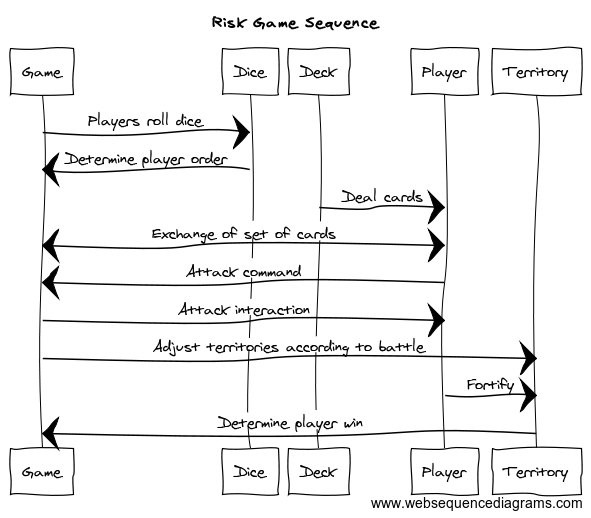 Risk Game Sequence
Game Dice Deck Player Territory
Players roll dice
Determine player order
Deal cards
Exchange of set of cards
Attack command
Attack interaction
Adjust territories according to battle
Fortify
Determine player win
Game Dice Deck Player Territory
www.websequencediagrams.com